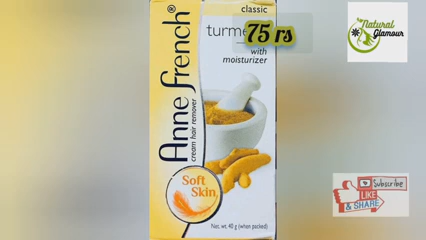 classic
turme
75 rs
with
moisturizer
Anne french
cream hair remover
Soft
Skin
Net. wt. 40 g (when packed)
Natural
Glamour
Subscribe
LIKE
& SHARE